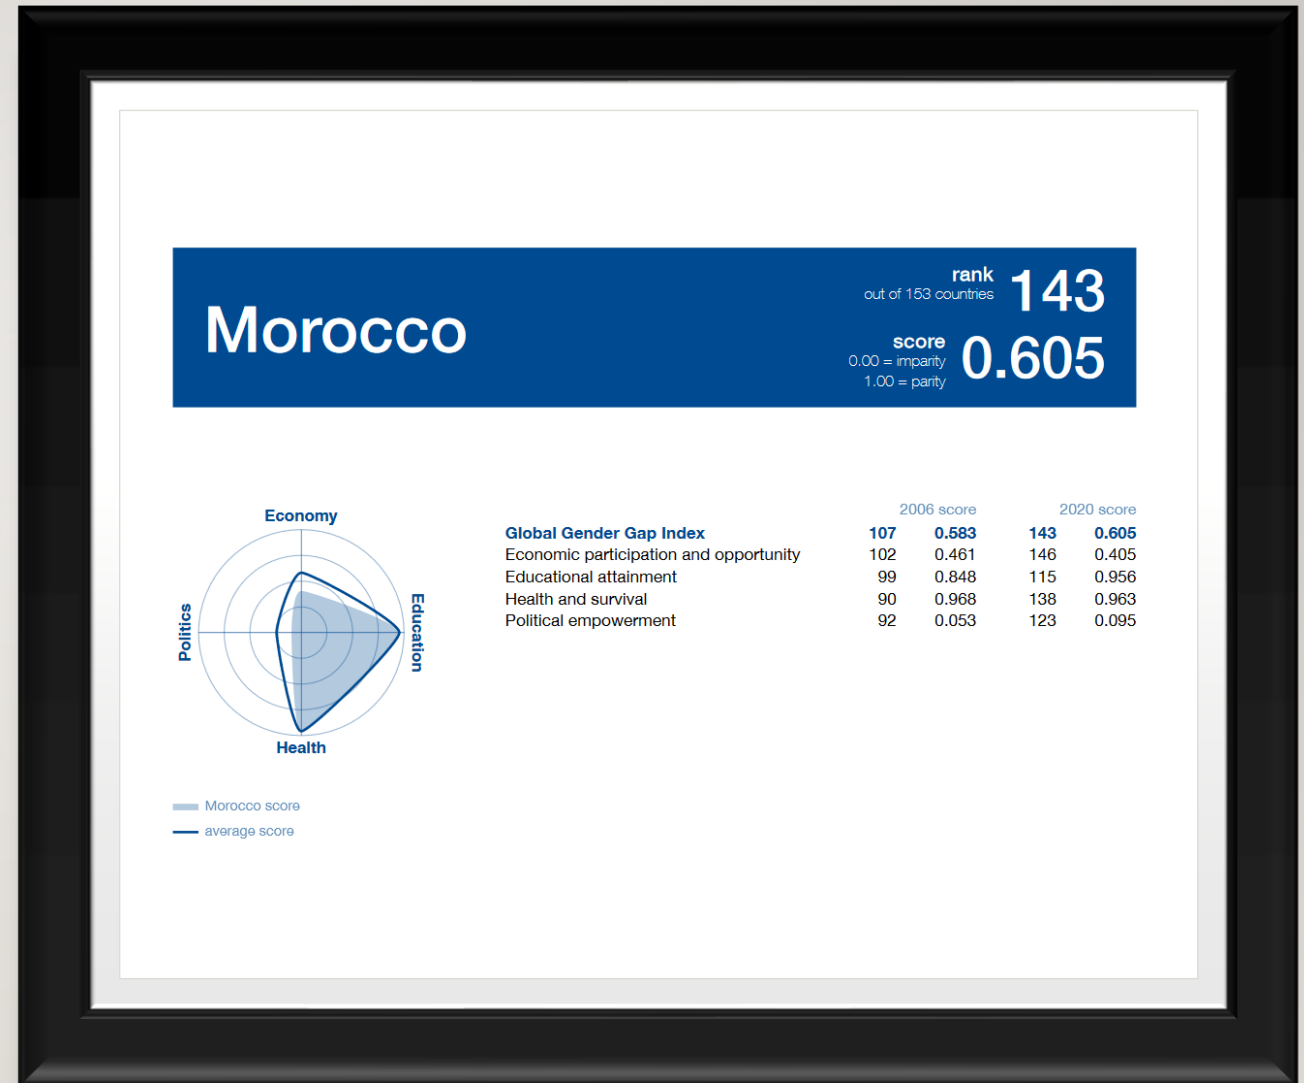 Morocco
rank
out of 153 countries
143
score
0.00 = imparity
1.00 = parity
0.605
Economy
Education
Politics
Health
Morocco score
average score
2006 score 2020 score
Global Gender Gap Index 107 0.583 143 0.605
Economic participation and opportunity 102 0.461 146 0.405
Educational attainment 99 0.848 115 0.956
Health and survival 90 0.968 138 0.963
Political empowerment 92 0.053 123 0.095